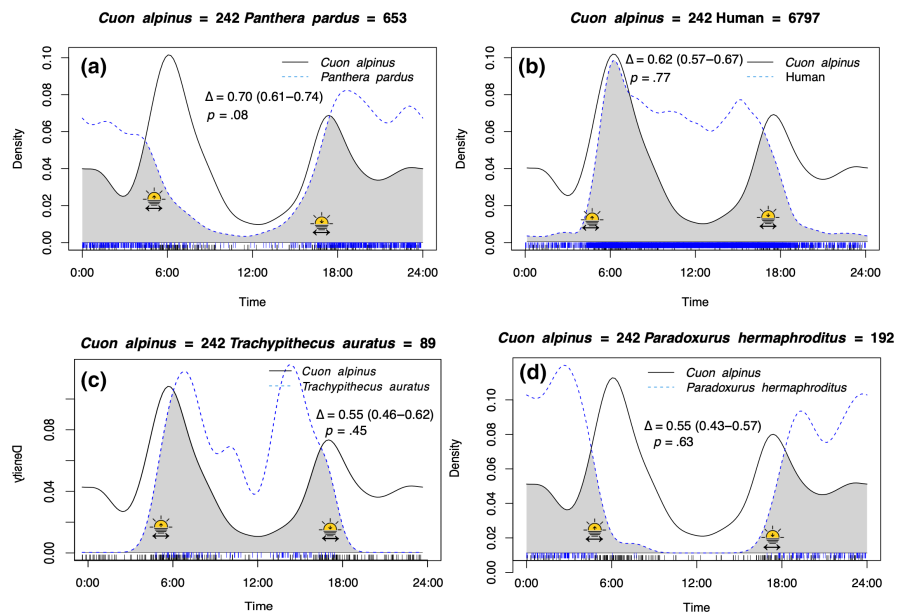 Cuon alpinus = 242 Panthera pardus = 653
(a)
Cuon alpinus
Panthera pardus
Δ = 0.70 (0.61–0.74)
p = .08
Density
0.10
0.08
0.06
0.04
0.02
0.00
0:00 6:00 12:00 18:00 24:00
Time
Cuon alpinus = 242 Human = 6797
(b)
Δ = 0.62 (0.57–0.67)
p = .77
Cuon alpinus
Human
Density
0.10
0.08
0.06
0.04
0.02
0.00
0:00 6:00 12:00 18:00 24:00
Time
Cuon alpinus = 242 Trachypithecus auratus = 89
(c)
Cuon alpinus
Trachypithecus auratus
Δ = 0.55 (0.46–0.62)
p = .45
Density
0.08
0.04
0.00
0:00 6:00 12:00 18:00 24:00
Time
Cuon alpinus = 242 Paradoxurus hermaphroditus = 192
(d)
Cuon alpinus
Paradoxurus hermaphroditus
Δ = 0.55 (0.43–0.57)
p = .63
Density
0.10
0.08
0.06
0.04
0.02
0.00
0:00 6:00 12:00 18:00 24:00
Time